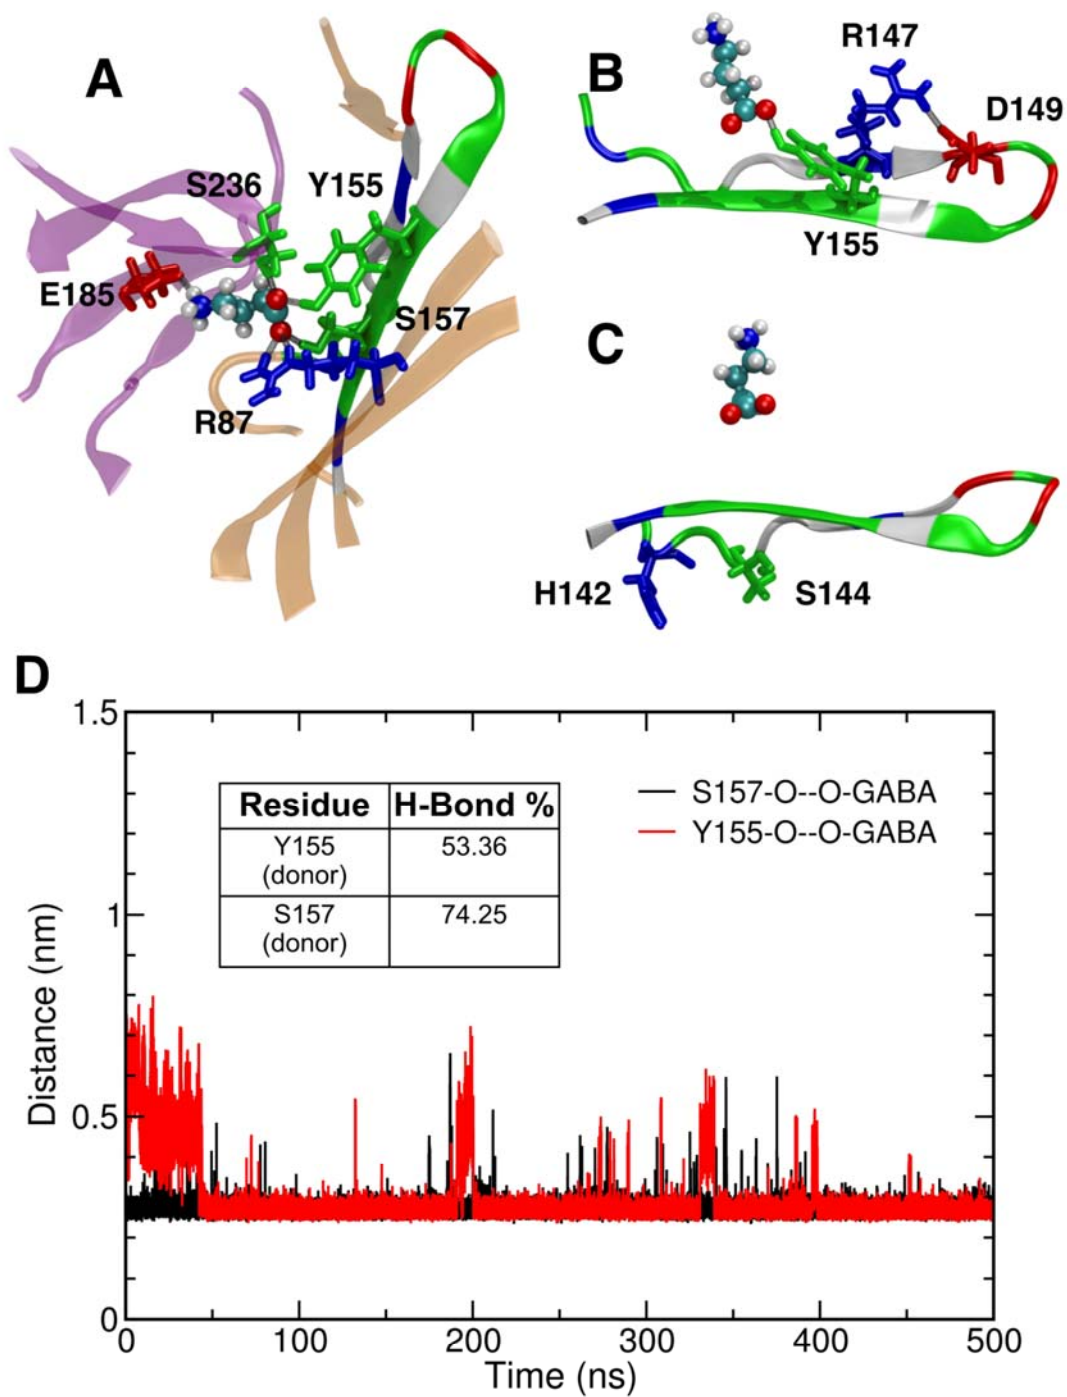 A
S236
Y155
E185
S157
R87
B
R147
D149
Y155
C
H142
S144
D
1.5
1
0.5
0
Distance (nm)
Residue H-Bond %
Y155 53.36
(donor)
S157 74.25
(donor)
S157-O--O-GABA
Y155-O--O-GABA
0 100 200 300 400 500
Time (ns)